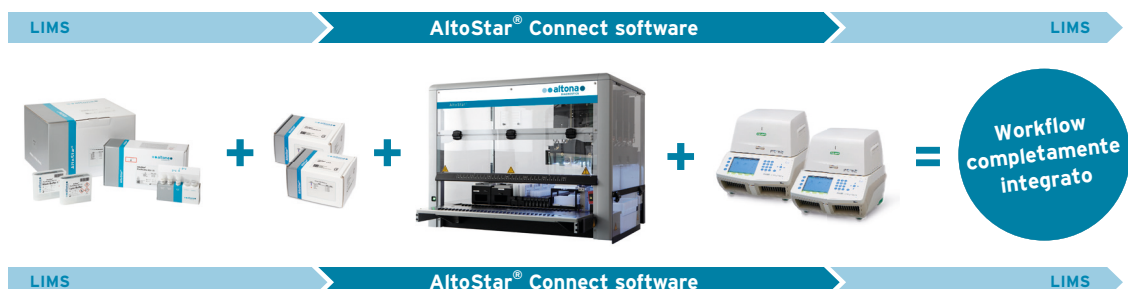 LIMS
AltoStar® Connect software
LIMS
altona
+
+
+
=
Workflow
completamente
integrato
LIMS
AltoStar® Connect software
LIMS